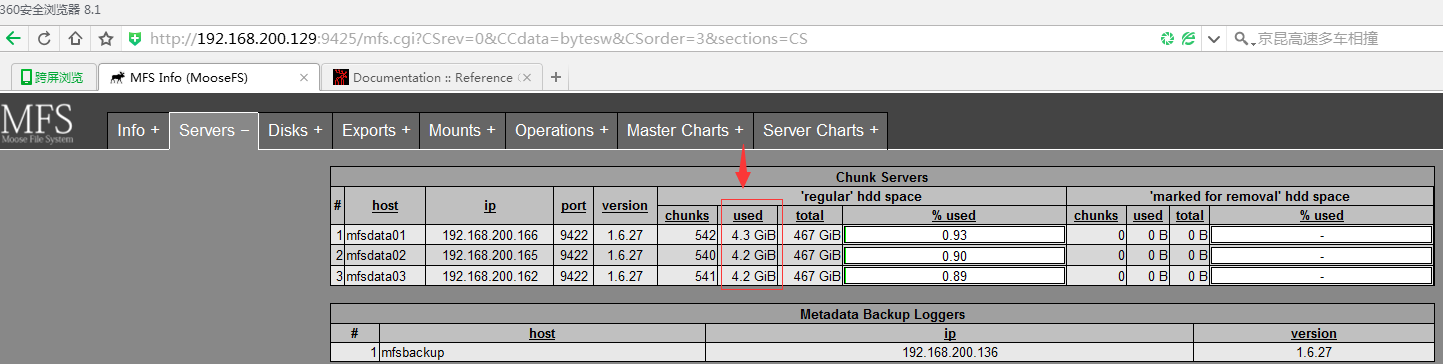 360安全浏览器 8.1
http://192.168.200.129:9425/mfs.cgi?CSrev=0&CCdata=bytesw&CSorder=3&sections=CS 京昆高速多车相撞
跨屏浏览 MFS Info (MooseFS) Documentation :: Reference
MFS
Moose File System
Info + Servers − Disks + Exports + Mounts + Operations + Master Charts + Server Charts +
Chunk Servers
# host ip port version 'regular' hdd space 'marked for removal' hdd space
chunks used total % used chunks used total % used
1 mfsdata01 192.168.200.166 9422 1.6.27 542 4.3 GiB 467 GiB 0.93 0 0 B 0 B -
2 mfsdata02 192.168.200.165 9422 1.6.27 540 4.2 GiB 467 GiB 0.90 0 0 B 0 B -
3 mfsdata03 192.168.200.162 9422 1.6.27 541 4.2 GiB 467 GiB 0.89 0 0 B 0 B -
Metadata Backup Loggers
# host ip version
1 mfsbackup 192.168.200.136 1.6.27